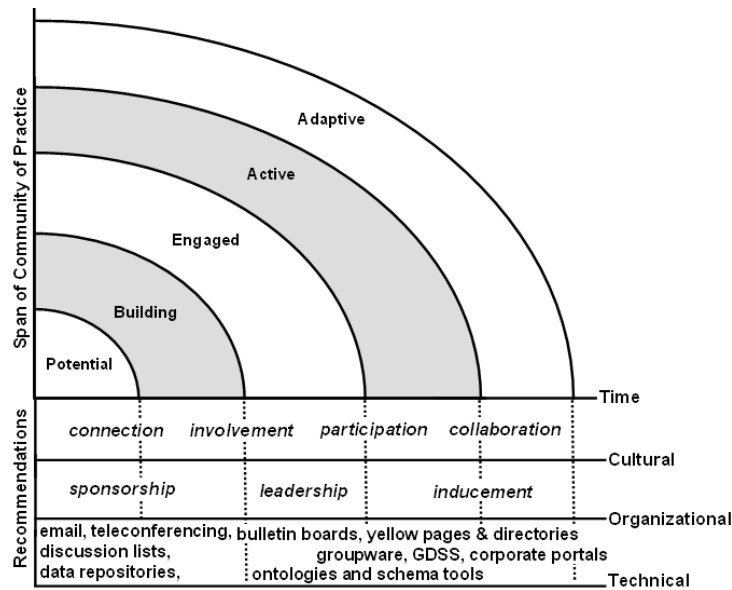 Span of Community of Practice
Adaptive
Active
Engaged
Building
Potential
Time
Recommendations
connection involvement participation collaboration
Cultural
sponsorship leadership inducement
Organizational
email, teleconferencing, bulletin boards, yellow pages & directories
discussion lists, groupware, GDSS, corporate portals
data repositories, ontologies and schema tools
Technical